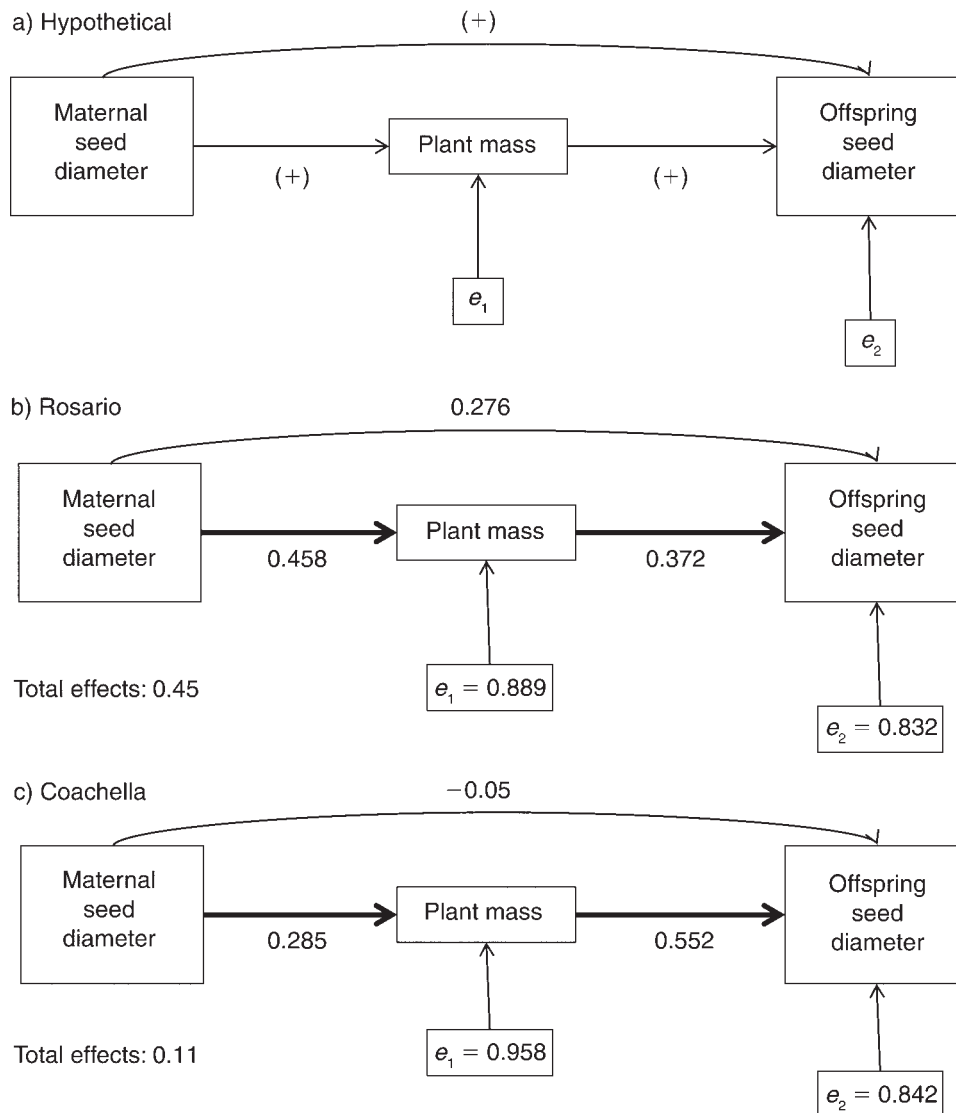 a) Hypothetical
(+)
Maternal
seed
diameter
(+)
Plant mass
(+)
Offspring
seed
diameter
e1
e2
b) Rosario
0.276
Maternal
seed
diameter
0.458
Plant mass
0.372
Offspring
seed
diameter
Total effects: 0.45
e1 = 0.889
e2 = 0.832
c) Coachella
−0.05
Maternal
seed
diameter
0.285
Plant mass
0.552
Offspring
seed
diameter
Total effects: 0.11
e1 = 0.958
e2 = 0.842